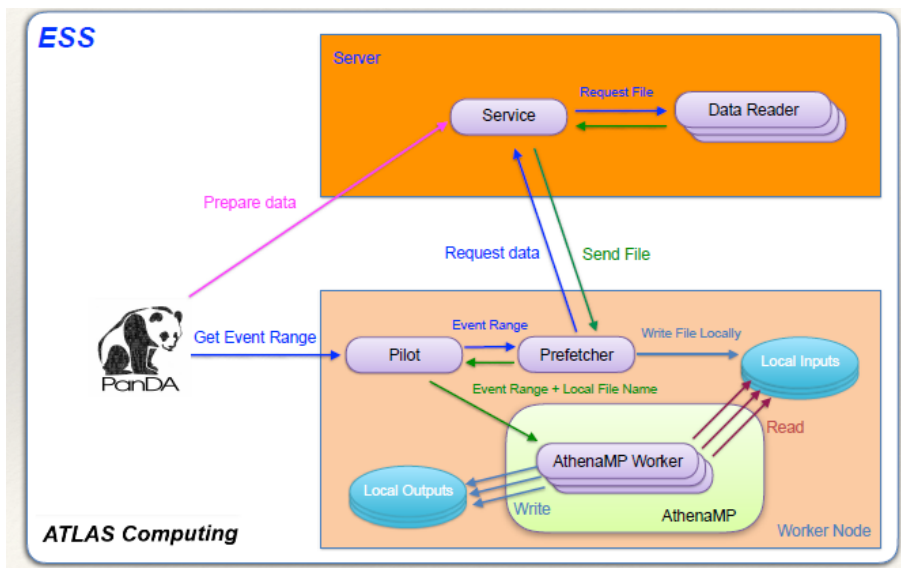 ESS
Server
Request File
Service
Data Reader
Prepare data
Request data
Send File
Get Event Range
Event Range
Write File Locally
Pilot
Prefetcher
Local Inputs
PanDA
Event Range + Local File Name
Read
AthenaMP Worker
Local Outputs
Write
AthenaMP
ATLAS Computing
Worker Node